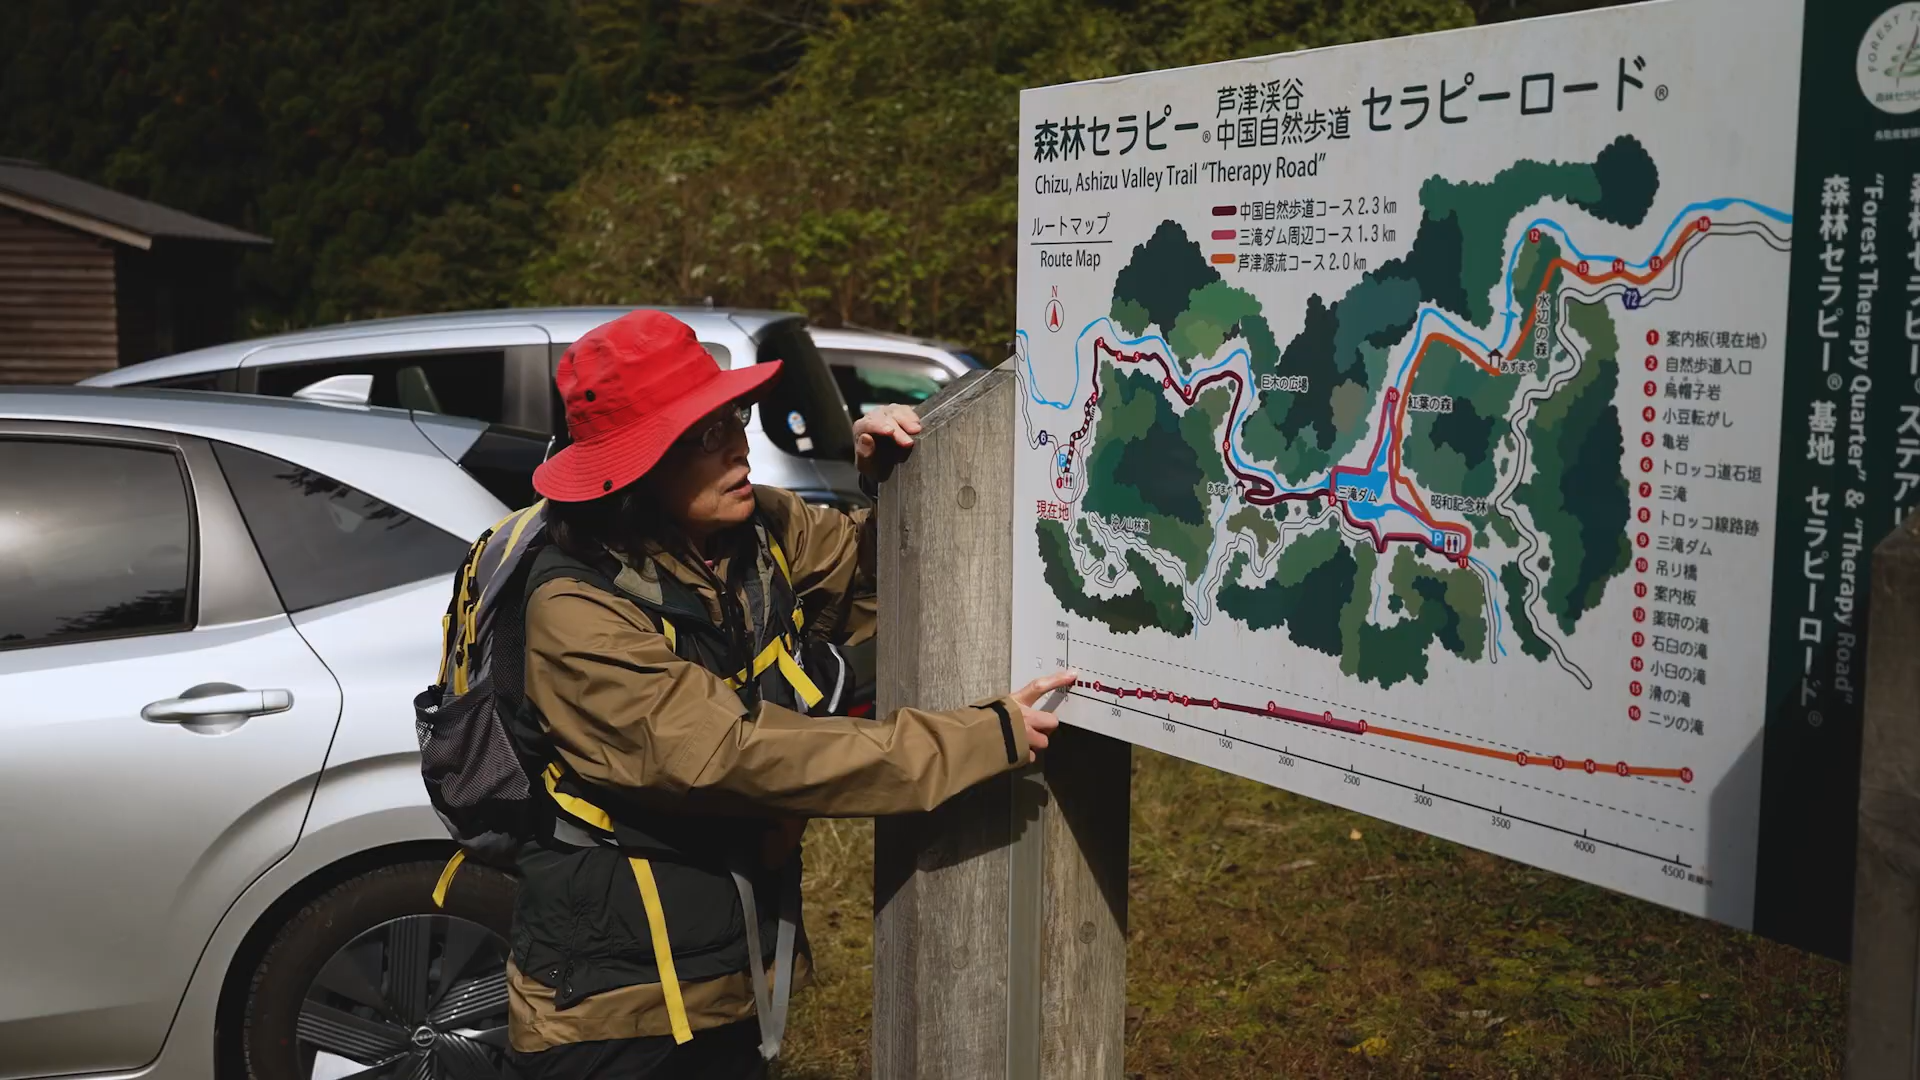 芦津渓谷
森林セラピー® 中国自然歩道 セラピーロード®
Chizu, Ashizu Valley Trail "Therapy Road"
ルートマップ
Route Map
中国自然歩道コース 2.3 km
三滝ダム周辺コース 1.3 km
芦津源流コース 2.0 km
N
巨木の広場
紅葉の森
水辺の森
あずまや
あずまや
三滝ダム
昭和記念林
沖ノ山林道
現在地
P
P
6
72
1 案内板(現在地)
2 自然歩道入口
3 烏帽子岩
4 小豆転がし
5 亀岩
6 トロッコ道石垣
7 三滝
8 トロッコ線路跡
9 三滝ダム
10 吊り橋
11 案内板
12 薬研の滝
13 石臼の滝
14 小臼の滝
15 滑の滝
16 二ツの滝
800
700
500
1000
1500
2000
2500
3000
3500
4000
4500
森林セラピー® 基地 セラピーロード®
"Forest Therapy Quarter" & "Therapy Road"